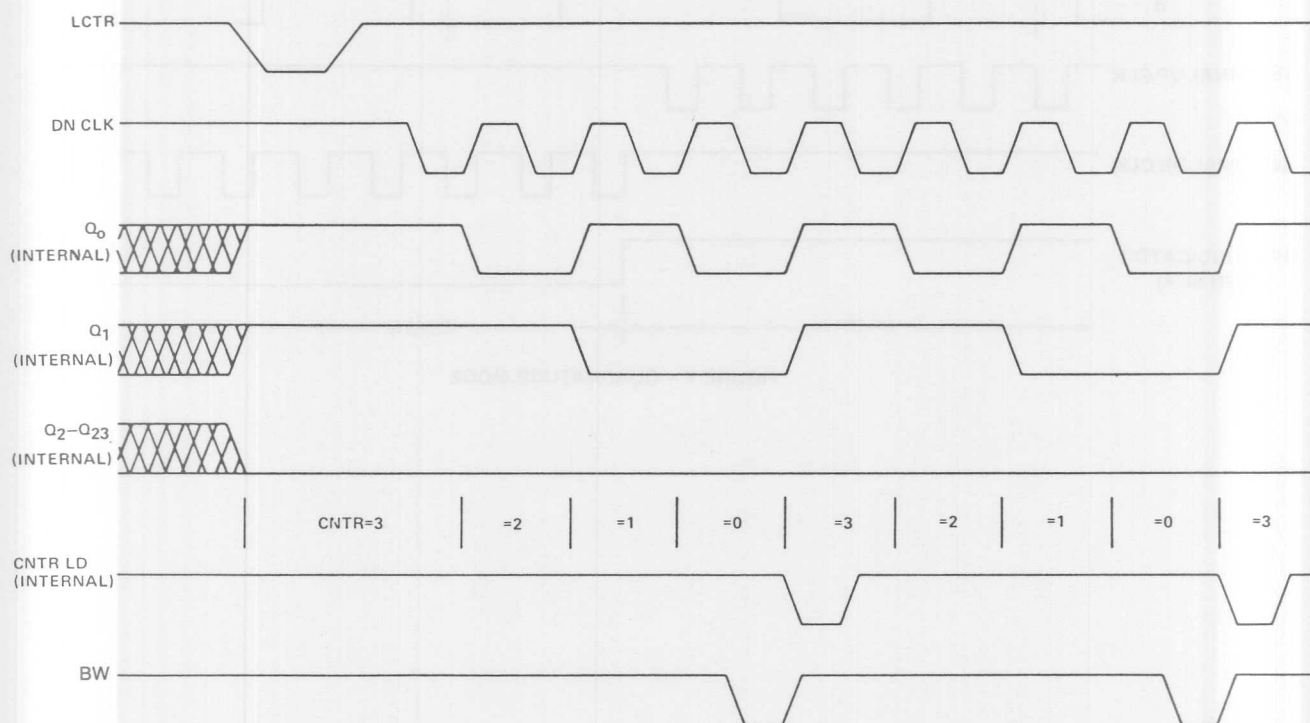 LCTR
DN CLK
Qo
(INTERNAL)
Q1
(INTERNAL)
Q2–Q23
(INTERNAL)
CNTR=3 =2 =1 =0 =3 =2 =1 =0 =3
CNTR LD
(INTERNAL)
BW